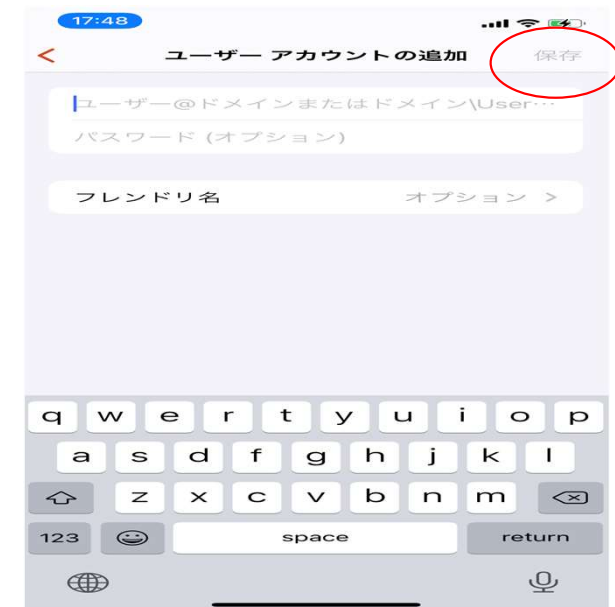 17:48
ユーザー アカウントの追加 保存
ユーザー@ドメインまたはドメイン\User…
パスワード (オプション)
フレンドリ名 オプション >
q w e r t y u i o p
a s d f g h j k l
z x c v b n m
123 space return